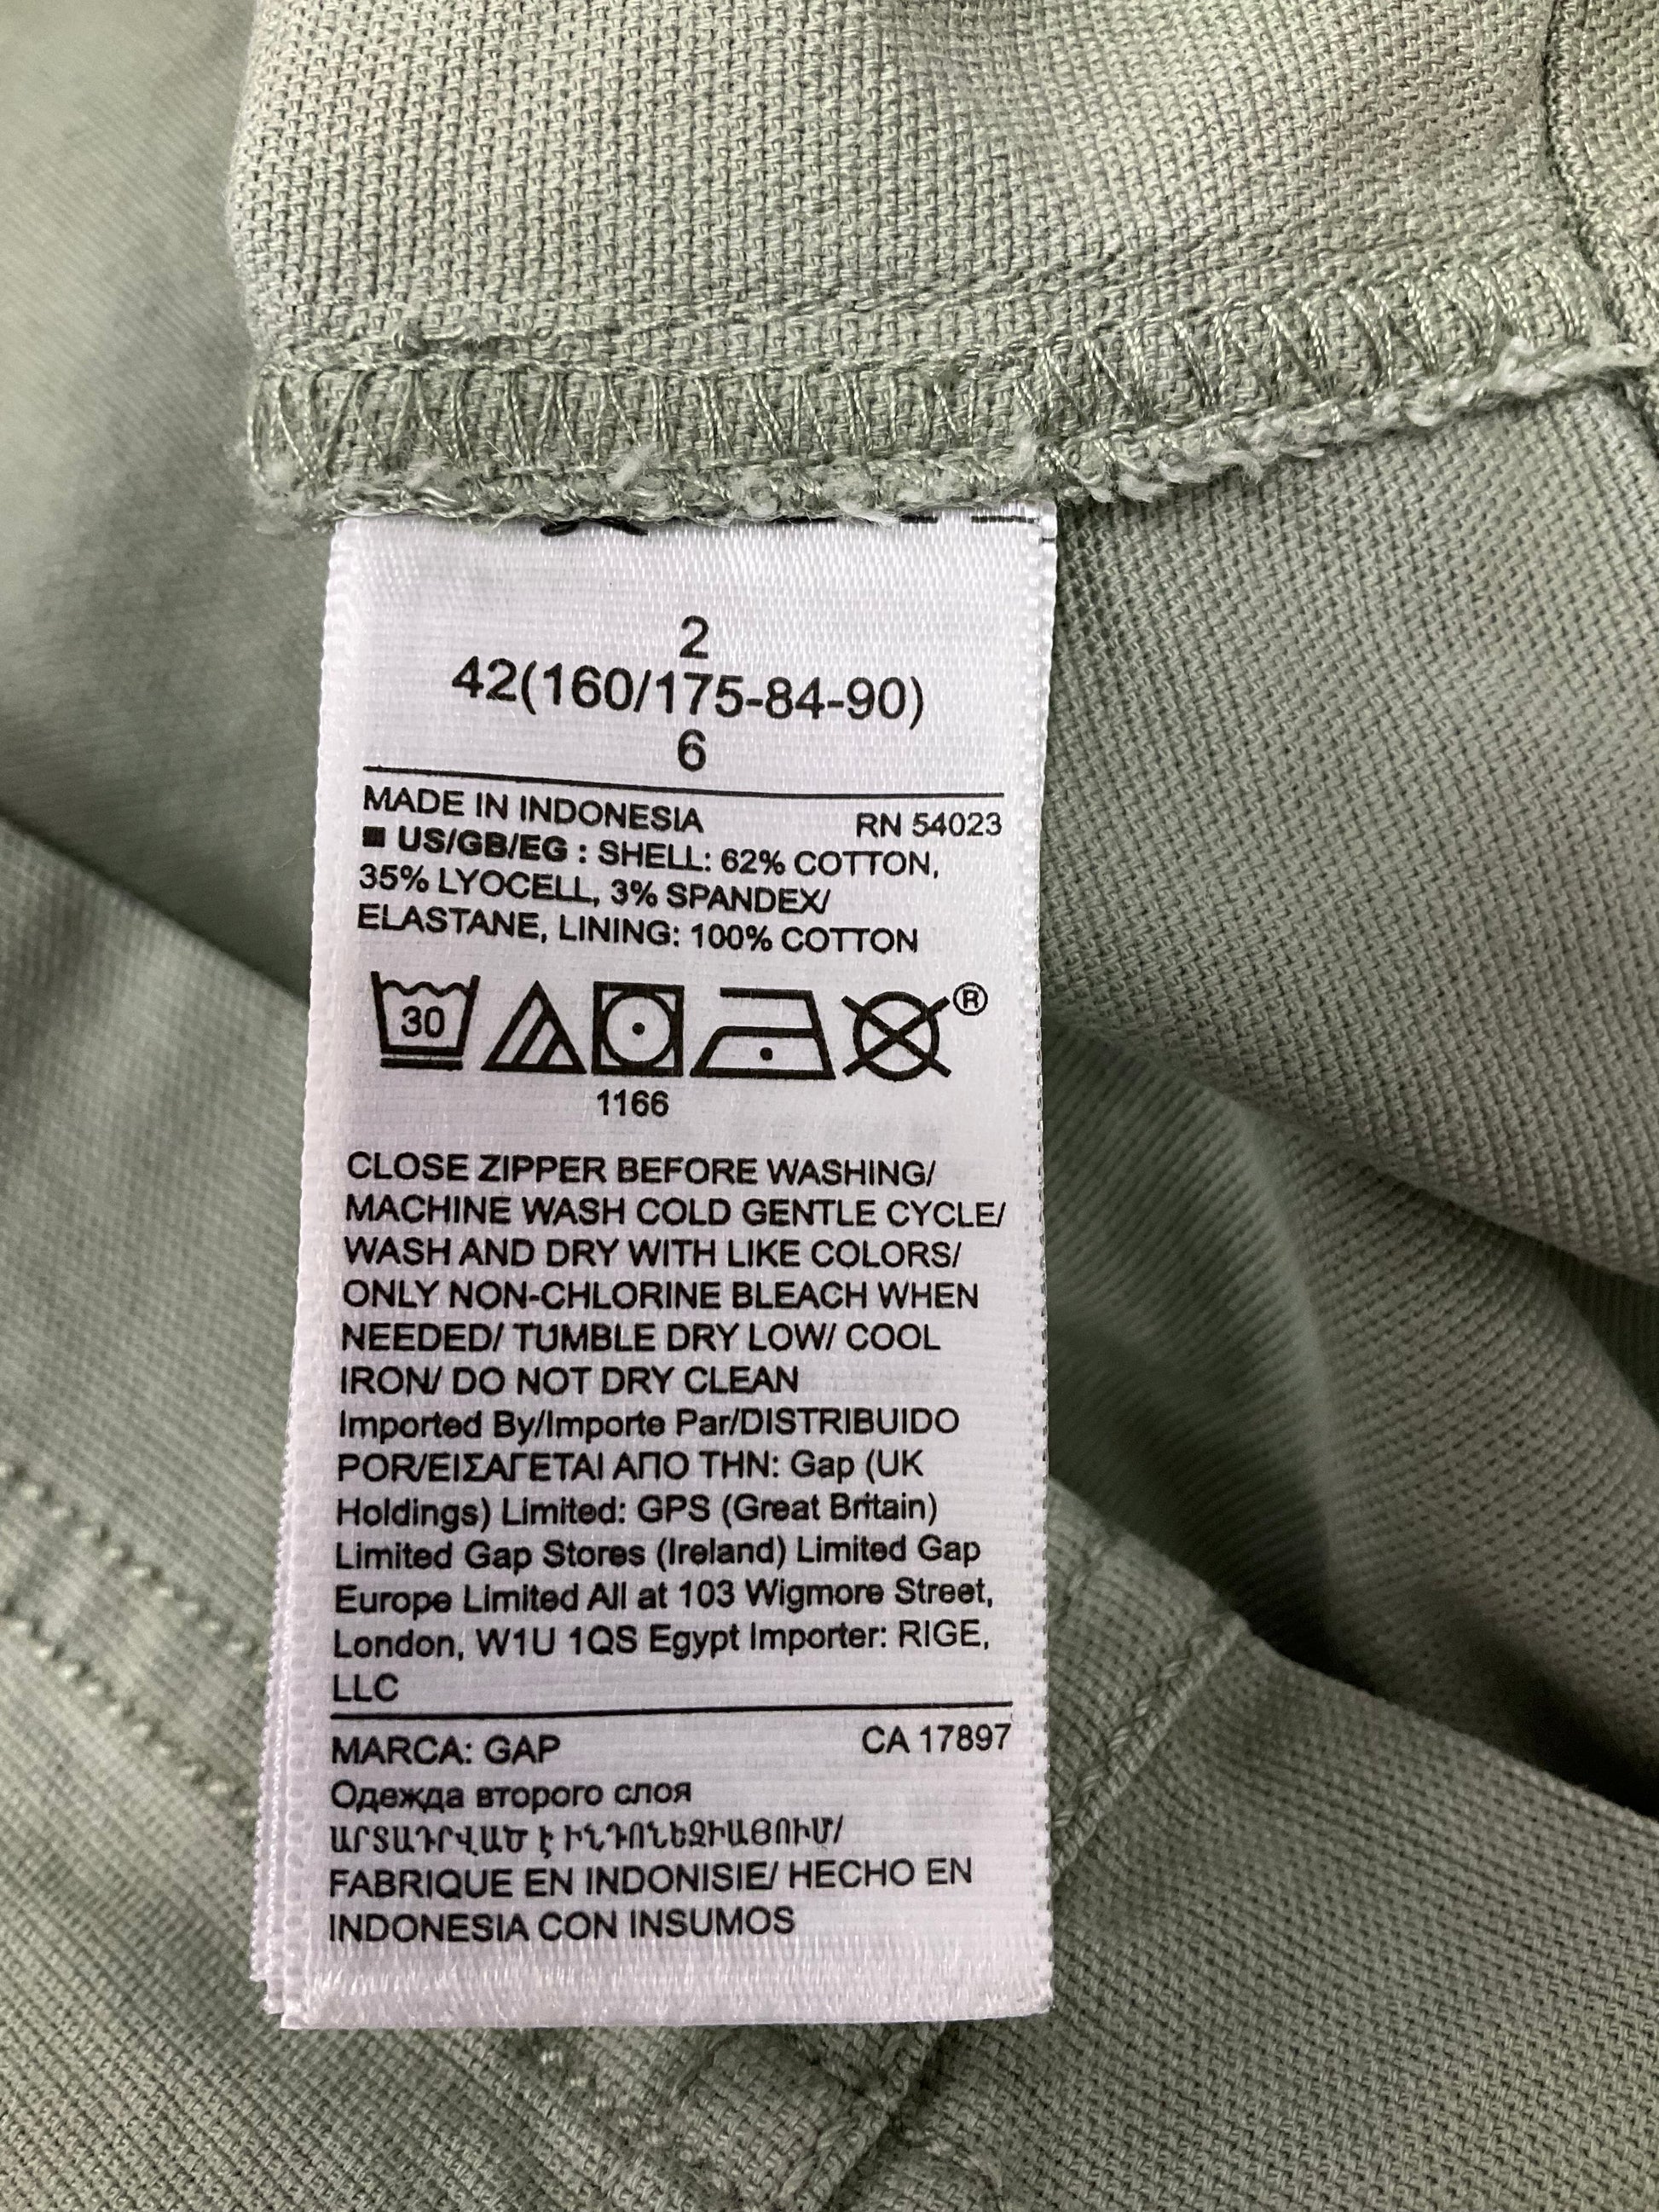 2
42(160/175-84-90)
6
MADE IN INDONESIA RN 54023
■ US/GB/EG : SHELL: 62% COTTON,
35% LYOCELL, 3% SPANDEX/
ELASTANE, LINING: 100% COTTON
30 ®
1166
CLOSE ZIPPER BEFORE WASHING/
MACHINE WASH COLD GENTLE CYCLE/
WASH AND DRY WITH LIKE COLORS/
ONLY NON-CHLORINE BLEACH WHEN
NEEDED/ TUMBLE DRY LOW/ COOL
IRON/ DO NOT DRY CLEAN
Imported By/Importe Par/DISTRIBUIDO
POR/ΕΙΣΑΓΕΤΑΙ ΑΠΟ ΤΗΝ: Gap (UK
Holdings) Limited: GPS (Great Britain)
Limited Gap Stores (Ireland) Limited Gap
Europe Limited All at 103 Wigmore Street,
London, W1U 1QS Egypt Importer: RIGE,
LLC
MARCA: GAP CA 17897
Одежда второго слоя
ԱՐՏԱԴՐՎԱԾ Է ԻՆԴՈՆԵԶԻԱՅՈՒՄ/
FABRIQUE EN INDONISIE/ HECHO EN
INDONESIA CON INSUMOS